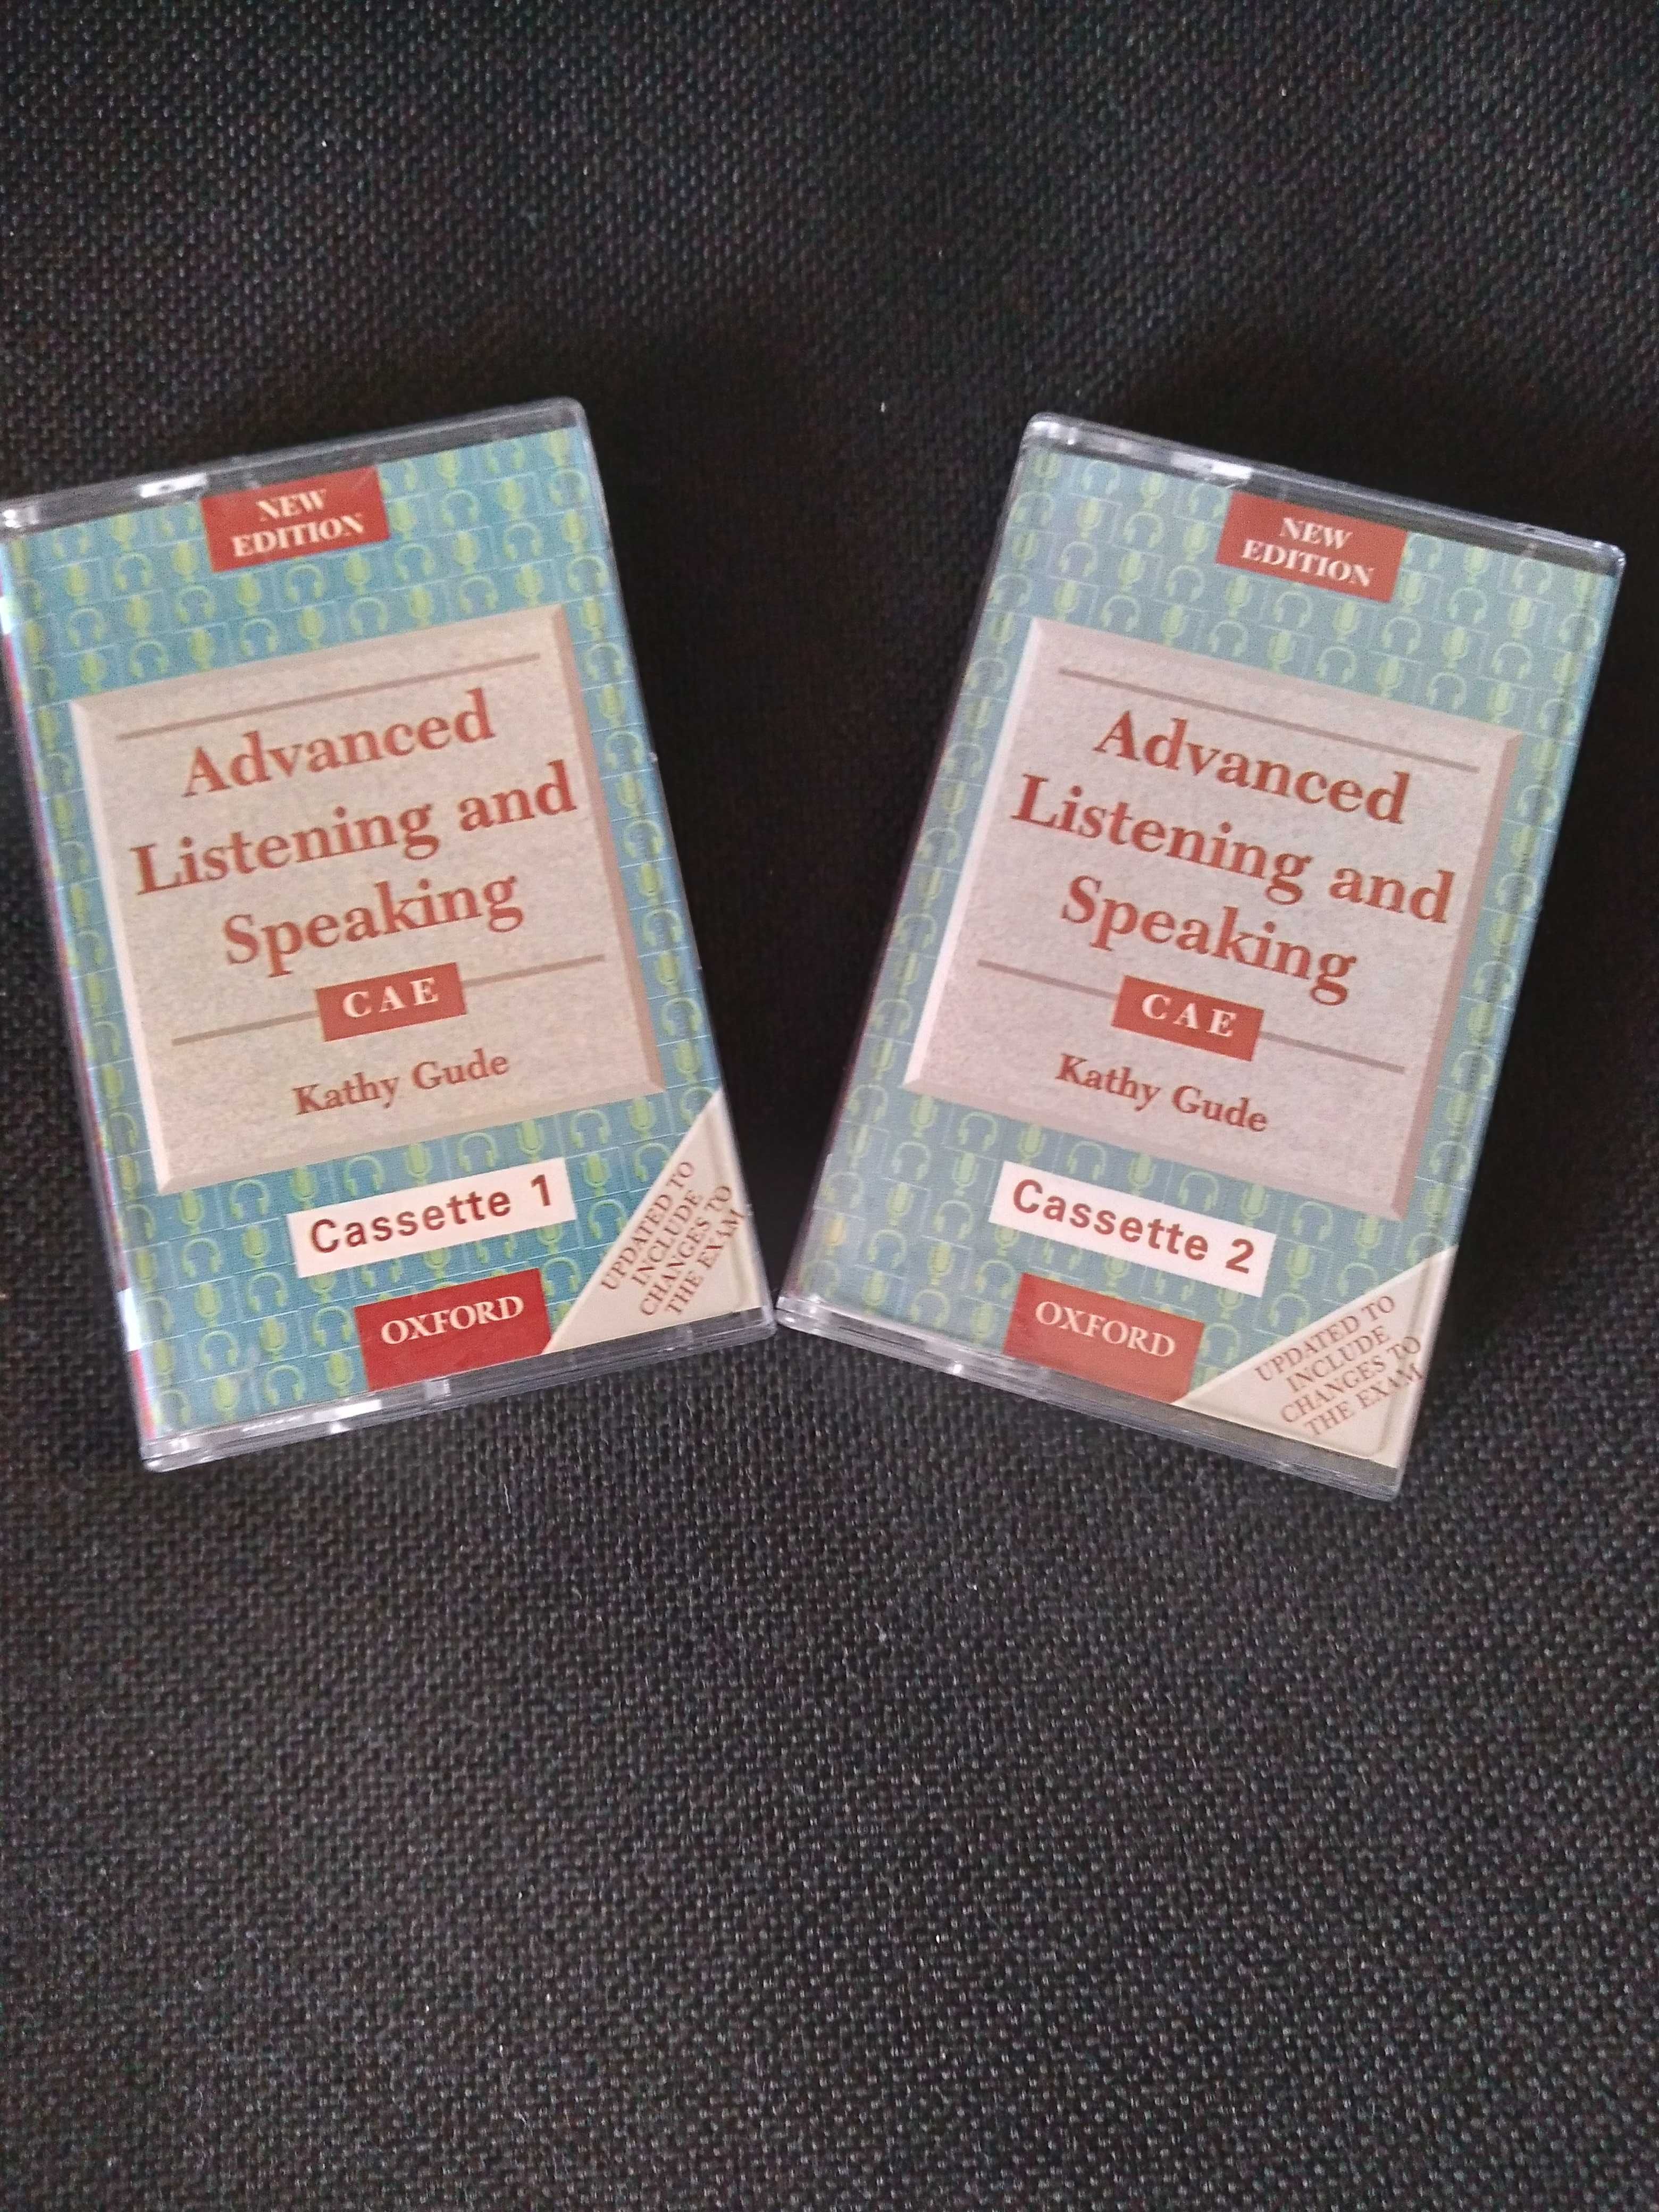 NEW
EDITION
Advanced
Listening and
Speaking
CAE
Kathy Gude
Cassette 1
OXFORD
UPDATED TO
INCLUDE
CHANGES TO
THE EXAM
NEW
EDITION
Advanced
Listening and
Speaking
CAE
Kathy Gude
Cassette 2
OXFORD
UPDATED TO
INCLUDE
CHANGES TO
THE EXAM